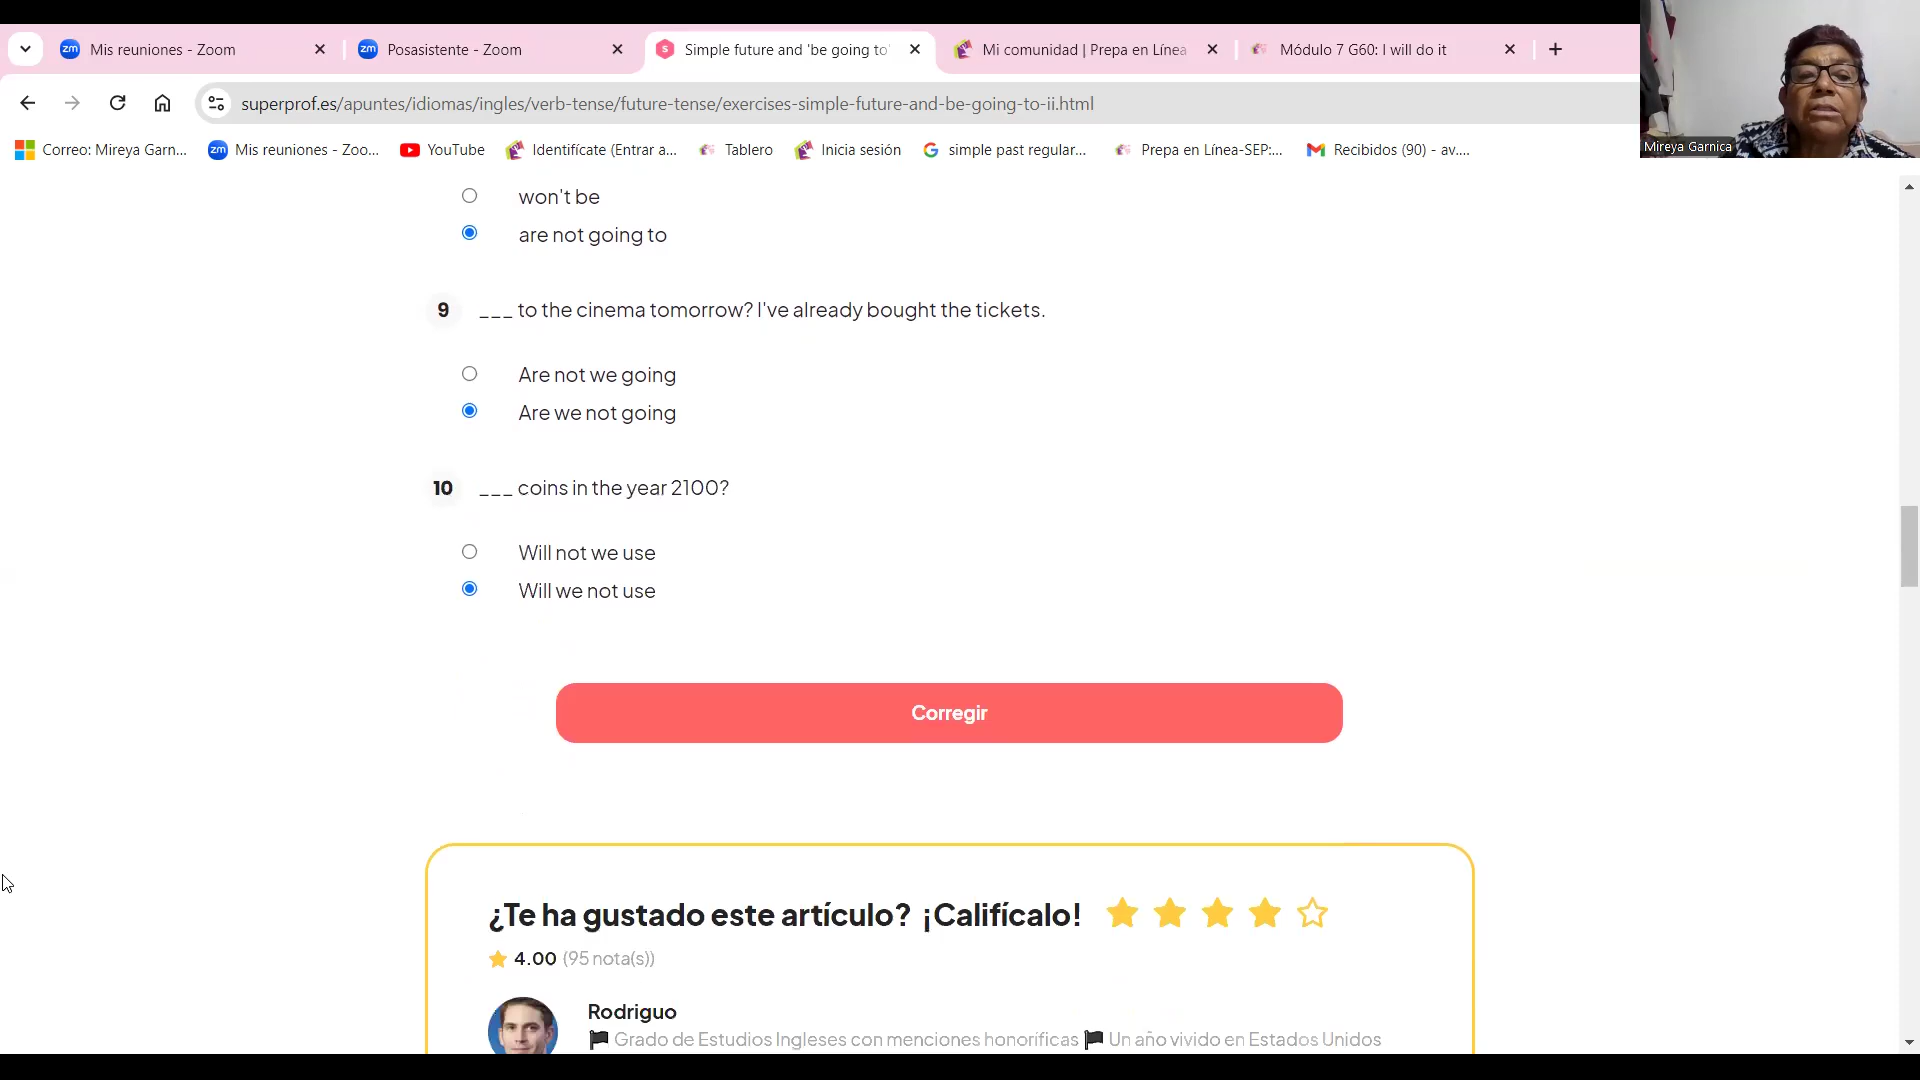 zm Mis reuniones - Zoom
zm Posasistente - Zoom
S Simple future and 'be going to'
Mi comunidad | Prepa en Línea
Módulo 7 G60: I will do it
superprof.es/apuntes/idiomas/ingles/verb-tense/future-tense/exercises-simple-future-and-be-going-to-ii.html
Correo: Mireya Garn...
zm Mis reuniones - Zoo...
YouTube
Identifícate (Entrar a...
Tablero
Inicia sesión
simple past regular...
Prepa en Línea-SEP:...
Recibidos (90) - av....
Mireya Garnica
won't be
are not going to
9 ___ to the cinema tomorrow? I've already bought the tickets.
Are not we going
Are we not going
10 ___ coins in the year 2100?
Will not we use
Will we not use
Corregir
¿Te ha gustado este artículo? ¡Califícalo!
4.00 (95 nota(s))
Rodriguo
Grado de Estudios Ingleses con menciones honoríficas Un año vivido en Estados Unidos